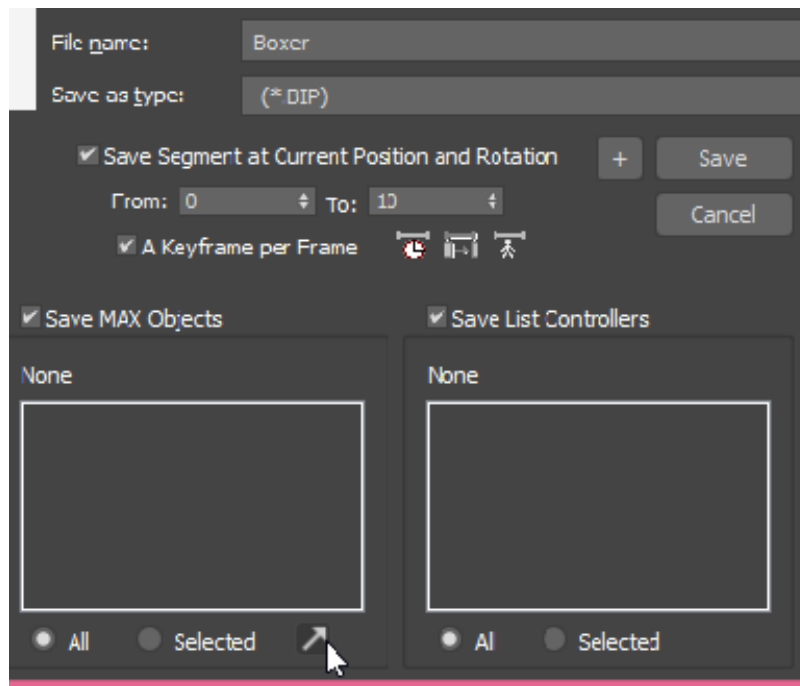 File name: Boxer
Save as type: (*.BIP)
Save Segment at Current Position and Rotation + Save
From: 0 To: 10 Cancel
A Keyframe per Frame
Save MAX Objects Save List Controllers
None None
All Selected All Selected